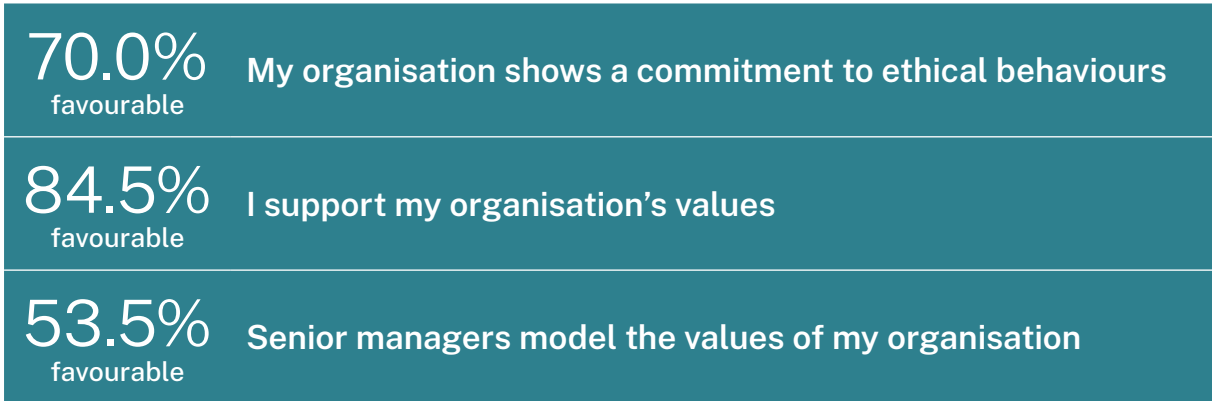 70.0%
favourable
My organisation shows a commitment to ethical behaviours
84.5%
favourable
I support my organisation’s values
53.5%
favourable
Senior managers model the values of my organisation